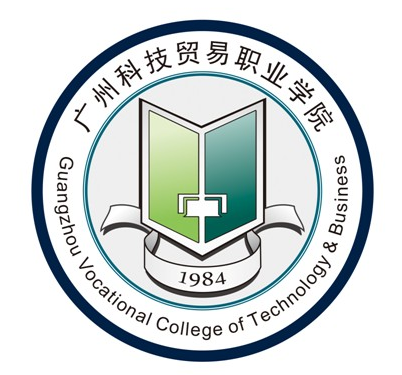 广州科技贸易职业学院
Guangzhou Vocational College of Technology & Business
1984